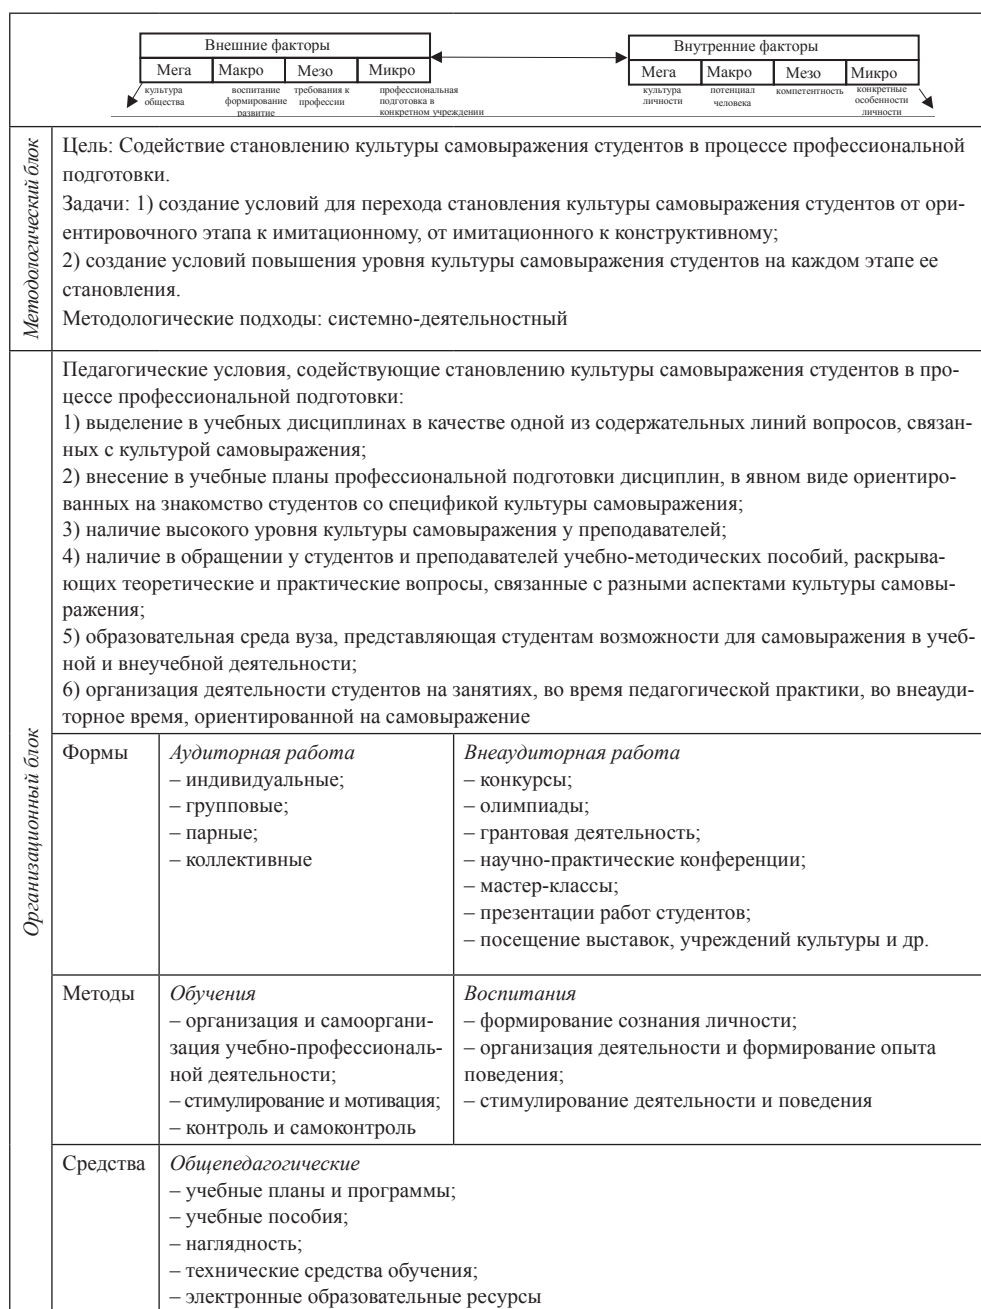 Внешние факторы
Мега Макро Мезо Микро
культура общества
воспитание формирование развитие
требования к профессии
профессиональная подготовка в конкретном учреждении
Внутренние факторы
Мега Макро Мезо Микро
культура личности
потенциал человека
компетентность
конкретные особенности личности
Методологический блок
Цель: Содействие становлению культуры самовыражения студентов в процессе профессиональной
подготовки.
Задачи: 1) создание условий для перехода становления культуры самовыражения студентов от ори-
ентировочного этапа к имитационному, от имитационного к конструктивному;
2) создание условий повышения уровня культуры самовыражения студентов на каждом этапе ее
становления.
Методологические подходы: системно-деятельностный
Организационный блок
Педагогические условия, содействующие становлению культуры самовыражения студентов в про-
цессе профессиональной подготовки:
1) выделение в учебных дисциплинах в качестве одной из содержательных линий вопросов, связан-
ных с культурой самовыражения;
2) внесение в учебные планы профессиональной подготовки дисциплин, в явном виде ориентиро-
ванных на знакомство студентов со спецификой культуры самовыражения;
3) наличие высокого уровня культуры самовыражения у преподавателей;
4) наличие в обращении у студентов и преподавателей учебно-методических пособий, раскрыва-
ющих теоретические и практические вопросы, связанные с разными аспектами культуры самовы-
ражения;
5) образовательная среда вуза, представляющая студентам возможности для самовыражения в учеб-
ной и внеучебной деятельности;
6) организация деятельности студентов на занятиях, во время педагогической практики, во внеауди-
торное время, ориентированной на самовыражение
Формы
Аудиторная работа
– индивидуальные;
– групповые;
– парные;
– коллективные
Внеаудиторная работа
– конкурсы;
– олимпиады;
– грантовая деятельность;
– научно-практические конференции;
– мастер-классы;
– презентации работ студентов;
– посещение выставок, учреждений культуры и др.
Методы
Обучения
– организация и самооргани-
зация учебно-профессиональ-
ной деятельности;
– стимулирование и мотивация;
– контроль и самоконтроль
Воспитания
– формирование сознания личности;
– организация деятельности и формирование опыта
поведения;
– стимулирование деятельности и поведения
Средства
Общепедагогические
– учебные планы и программы;
– учебные пособия;
– наглядность;
– технические средства обучения;
– электронные образовательные ресурсы